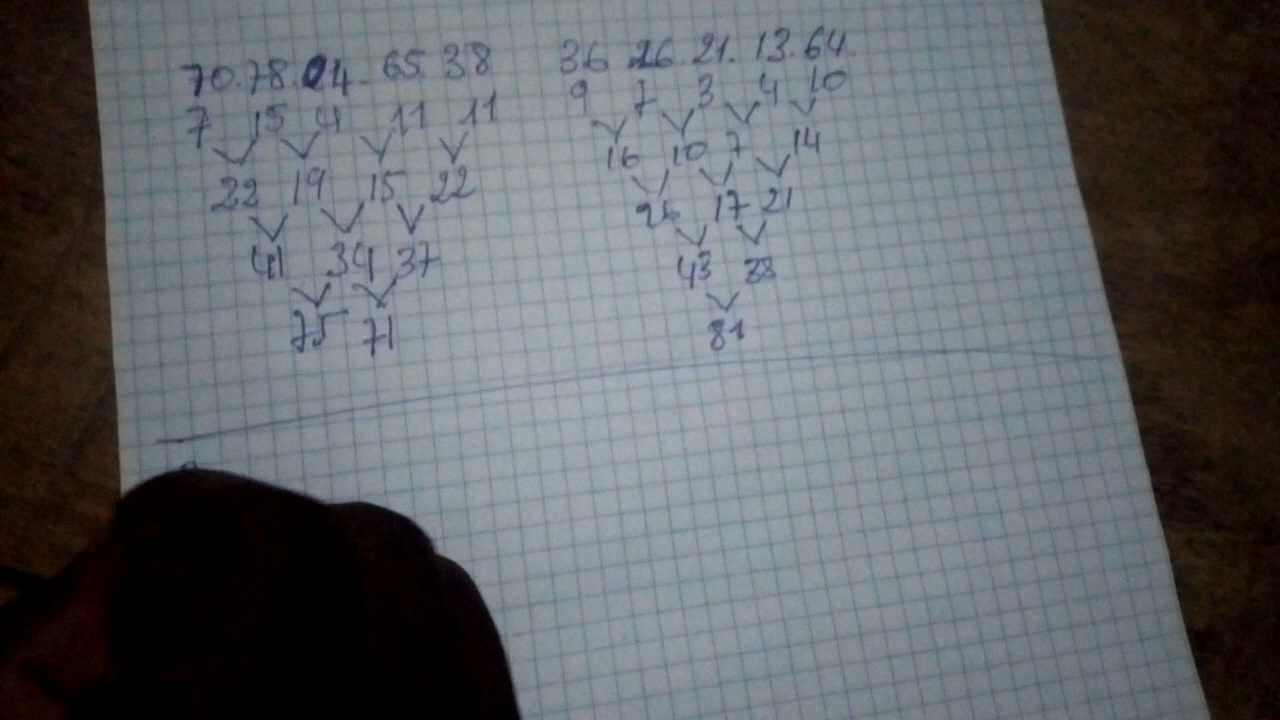 70.78.04.65.38 36 26.21.13.64.
7 15 4 11 11 9 7 3 4 10
22 19 15 22 16 10 7 14
41 34 37 26 17 21
75 71 43 38
81